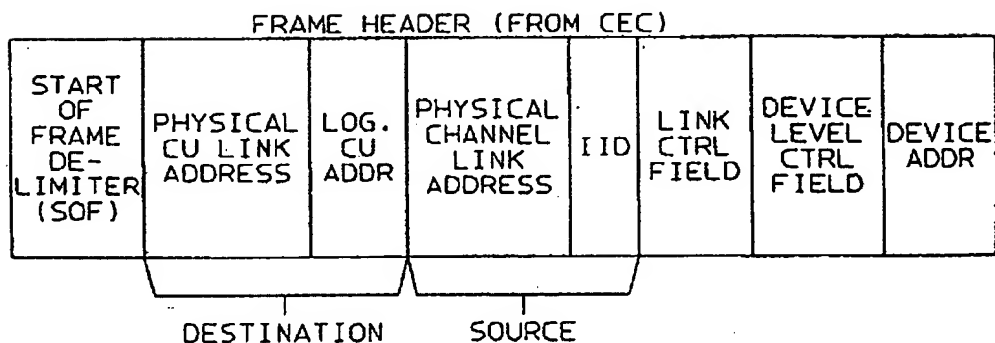 FRAME HEADER (FROM CEC)
START
OF
FRAME
DE-
LIMITER
(SOF)
PHYSICAL
CU LINK
ADDRESS
LOG.
CU
ADDR
PHYSICAL
CHANNEL
LINK
ADDRESS
IID
LINK
CTRL
FIELD
DEVICE
LEVEL
CTRL
FIELD
DEVICE
ADDR
DESTINATION
SOURCE